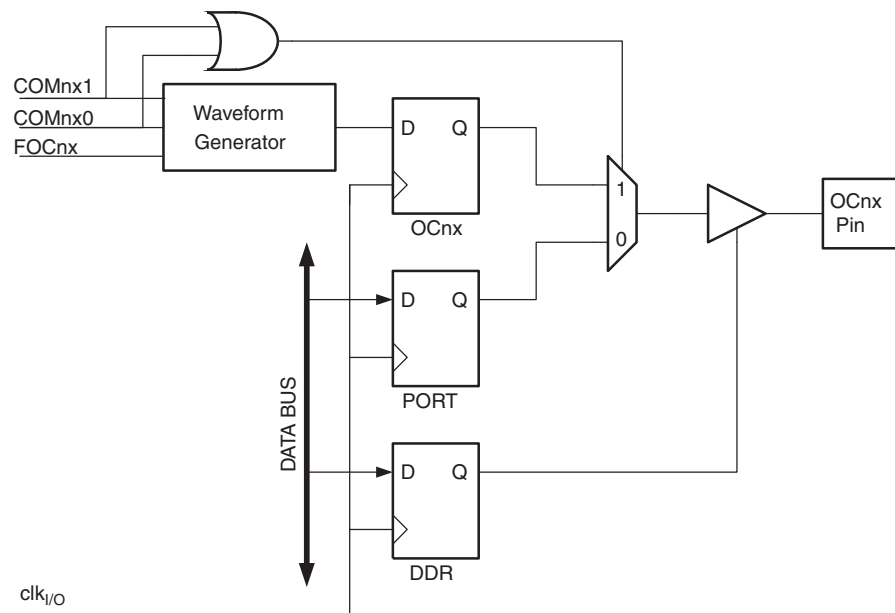 COMnx1
COMnx0
FOCnx
Waveform
Generator
D Q
OCnx
1
0
OCnx
Pin
D Q
PORT
DATA BUS
D Q
DDR
clkI/O